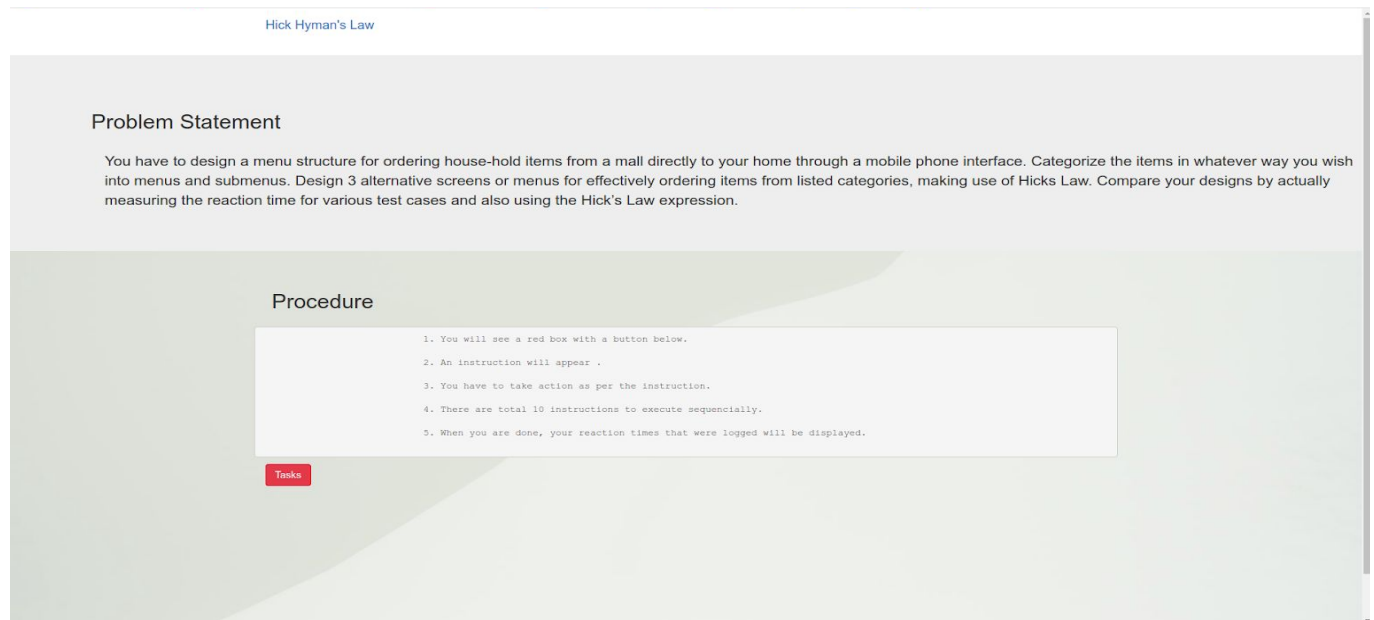 Hick Hyman's Law
Problem Statement
You have to design a menu structure for ordering house-hold items from a mall directly to your home through a mobile phone interface. Categorize the items in whatever way you wish
into menus and submenus. Design 3 alternative screens or menus for effectively ordering items from listed categories, making use of Hicks Law. Compare your designs by actually
measuring the reaction time for various test cases and also using the Hick's Law expression.
Procedure
1. You will see a red box with a button below.
2. An instruction will appear .
3. You have to take action as per the instruction.
4. There are total 10 instructions to execute sequencially.
5. When you are done, your reaction times that were logged will be displayed.
Tasks